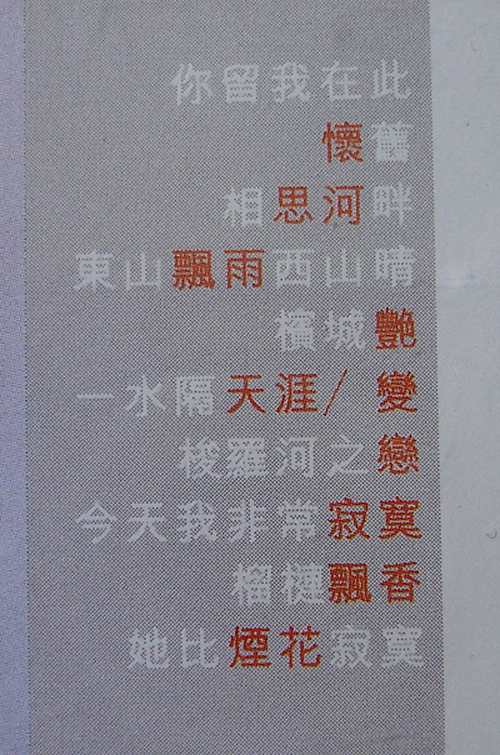 你留我在此
懷舊
相思河畔
東山飄雨西山晴
檳城艷
一水隔天涯/ 變
梭羅河之戀
今天我非常寂寞
榴槤飄香
她比煙花寂寞